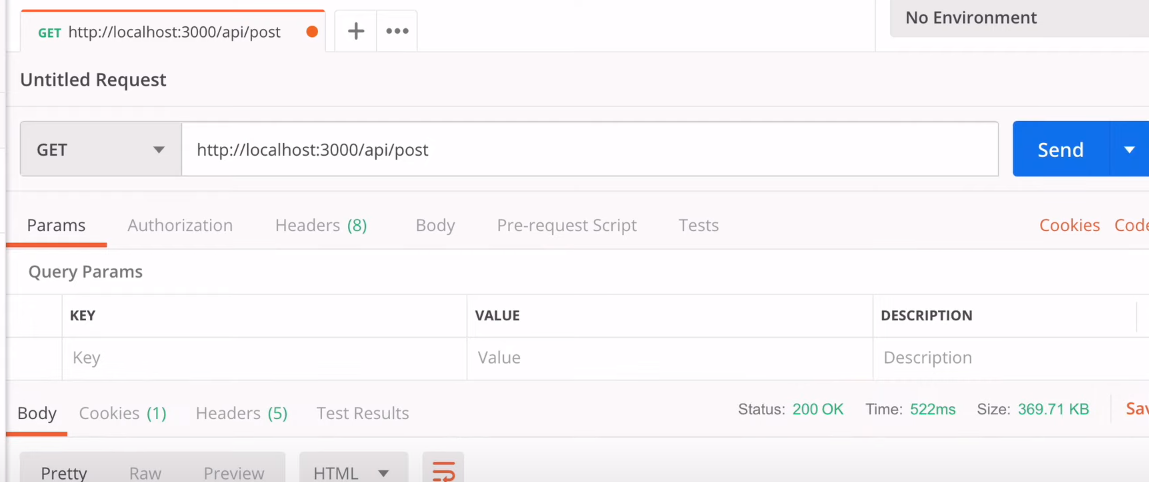 GET http://localhost:3000/api/post + ••• No Environment
Untitled Request
GET http://localhost:3000/api/post Send
Params Authorization Headers (8) Body Pre-request Script Tests Cookies Code
Query Params
KEY VALUE DESCRIPTION
Key Value Description
Body Cookies (1) Headers (5) Test Results Status: 200 OK Time: 522ms Size: 369.71 KB
Pretty Raw Preview HTML